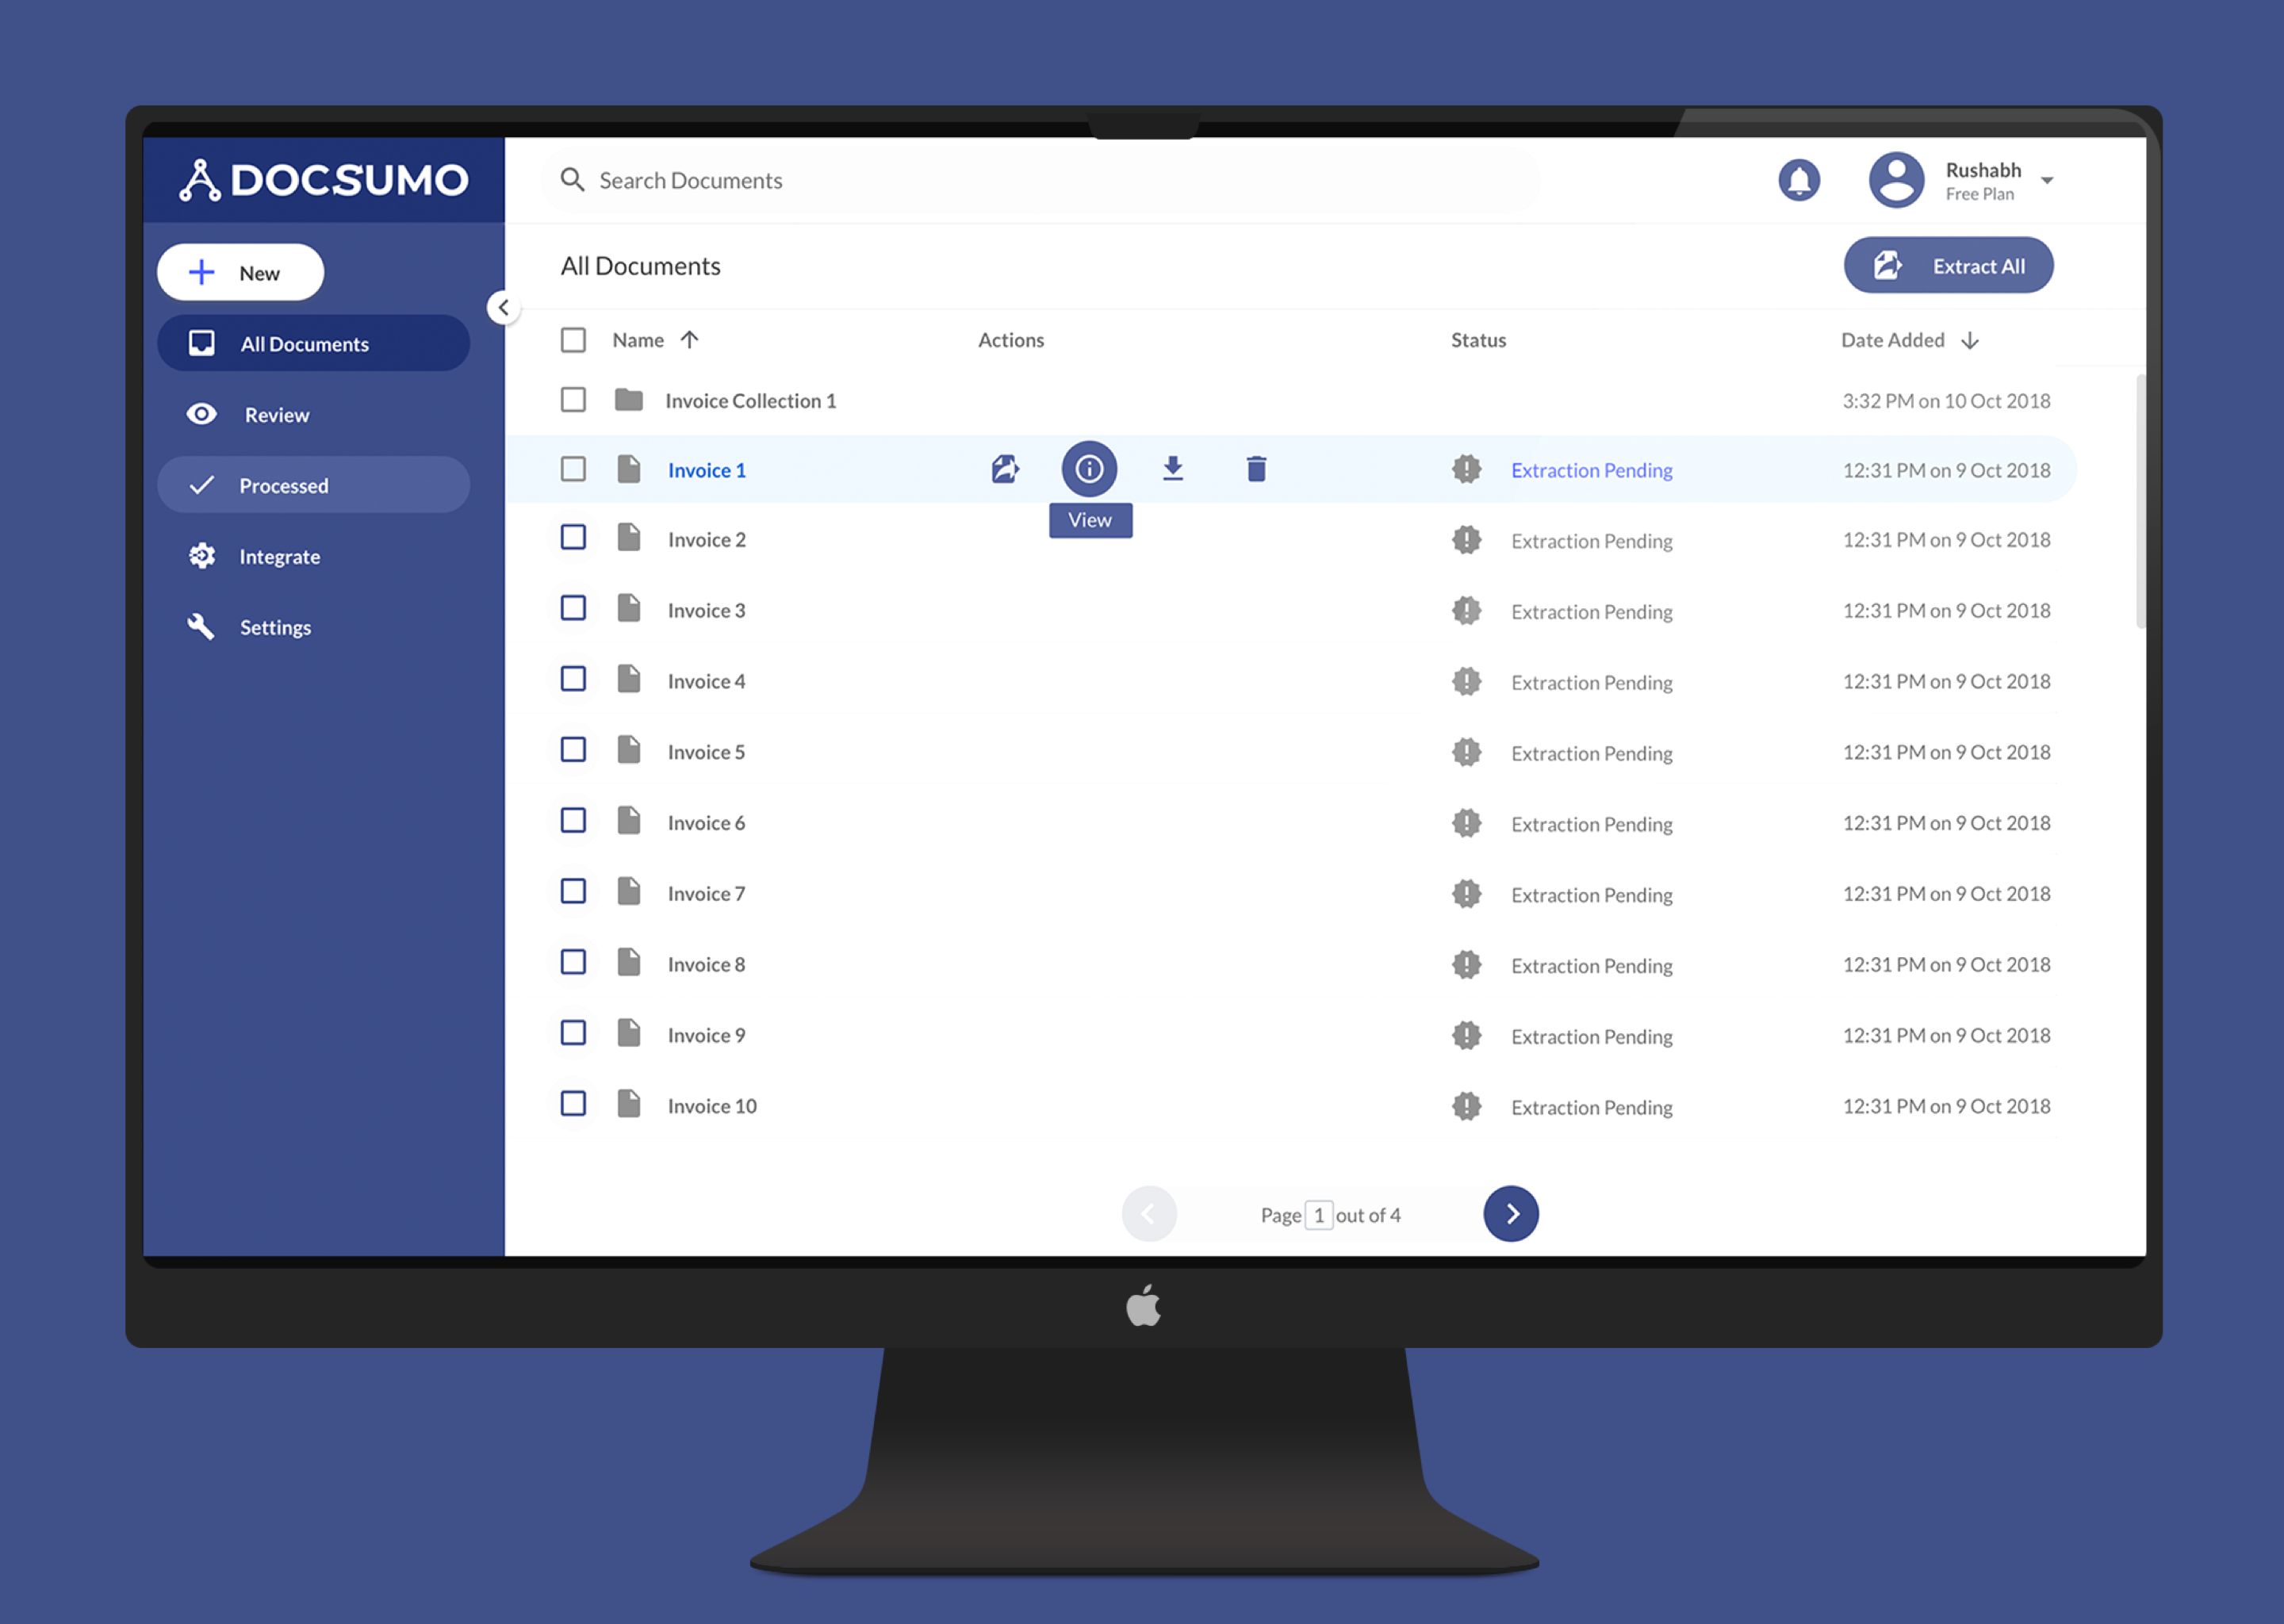 DOCSUMO
Search Documents
Rushabh
Free Plan
New
All Documents
Extract All
All Documents
Review
Processed
Integrate
Settings
Name Actions Status Date Added
Invoice Collection 1 3:32 PM on 10 Oct 2018
Invoice 1 Extraction Pending 12:31 PM on 9 Oct 2018
View
Invoice 2 Extraction Pending 12:31 PM on 9 Oct 2018
Invoice 3 Extraction Pending 12:31 PM on 9 Oct 2018
Invoice 4 Extraction Pending 12:31 PM on 9 Oct 2018
Invoice 5 Extraction Pending 12:31 PM on 9 Oct 2018
Invoice 6 Extraction Pending 12:31 PM on 9 Oct 2018
Invoice 7 Extraction Pending 12:31 PM on 9 Oct 2018
Invoice 8 Extraction Pending 12:31 PM on 9 Oct 2018
Invoice 9 Extraction Pending 12:31 PM on 9 Oct 2018
Invoice 10 Extraction Pending 12:31 PM on 9 Oct 2018
Page 1 out of 4